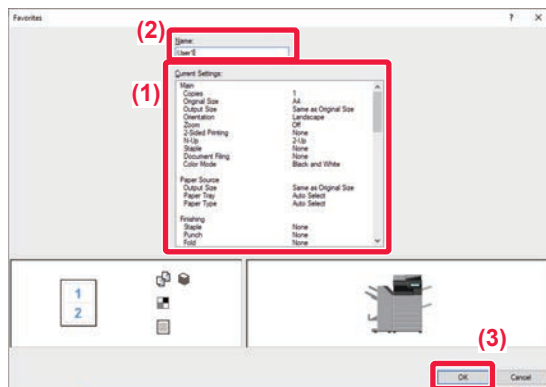 Favorites ? X
(2)
Name:
User1
(1)
Current Settings:
Main
Copies 1
Original Size A4
Output Size Same as Original Size
Orientation Landscape
Zoom Off
2-Sided Printing None
N-Up 2-Up
Staple None
Document Filing None
Color Mode Black and White
Paper Source
Output Size Same as Original Size
Paper Tray Auto Select
Paper Type Auto Select
Finishing
Staple None
Punch None
Fold None
1
2
(3)
OK Cancel